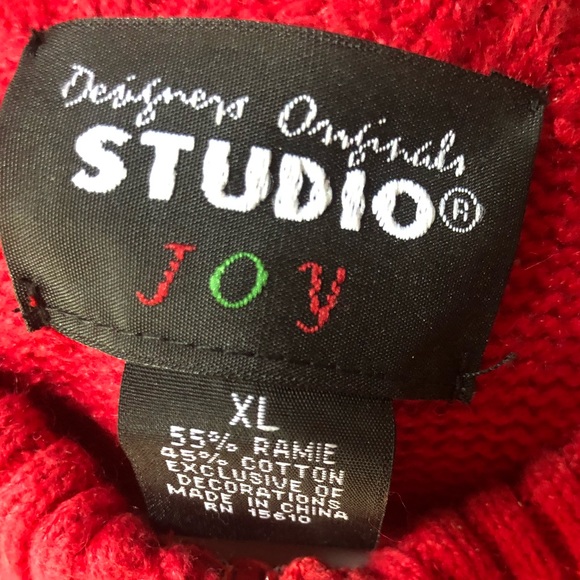 Designers Originals
STUDIO®
JOY
XL
55% RAMIE
45% COTTON
EXCLUSIVE OF
DECORATIONS
MADE IN CHINA
RN 15610